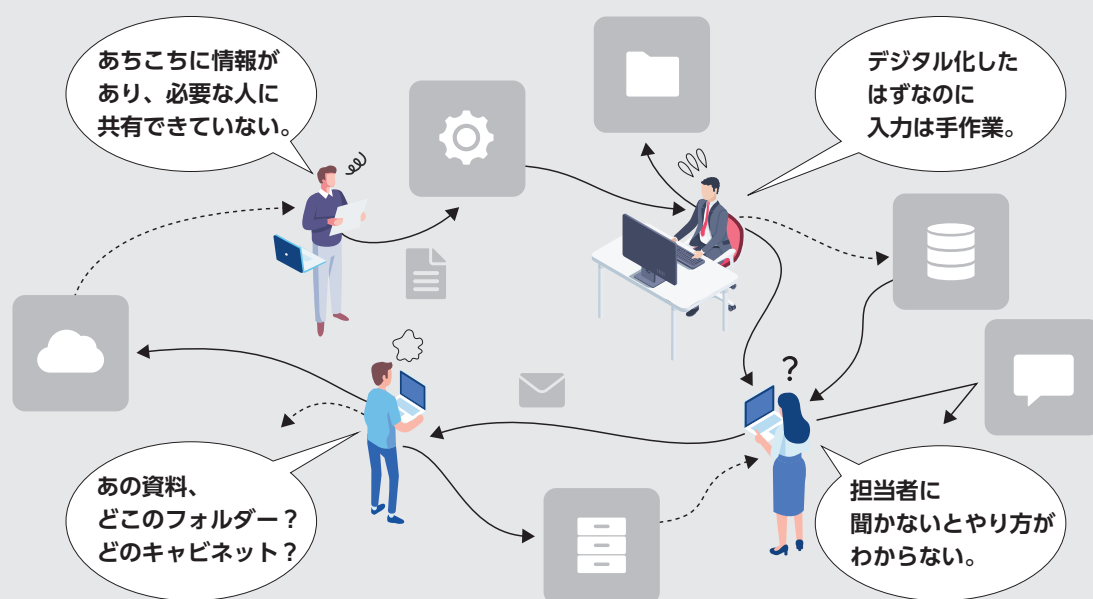 あちこちに情報が
あり、必要な人に
共有できていない。
デジタル化した
はずなのに
入力は手作業。
?
あの資料、
どこのフォルダー？
どのキャビネット？
担当者に
聞かないとやり方が
わからない。